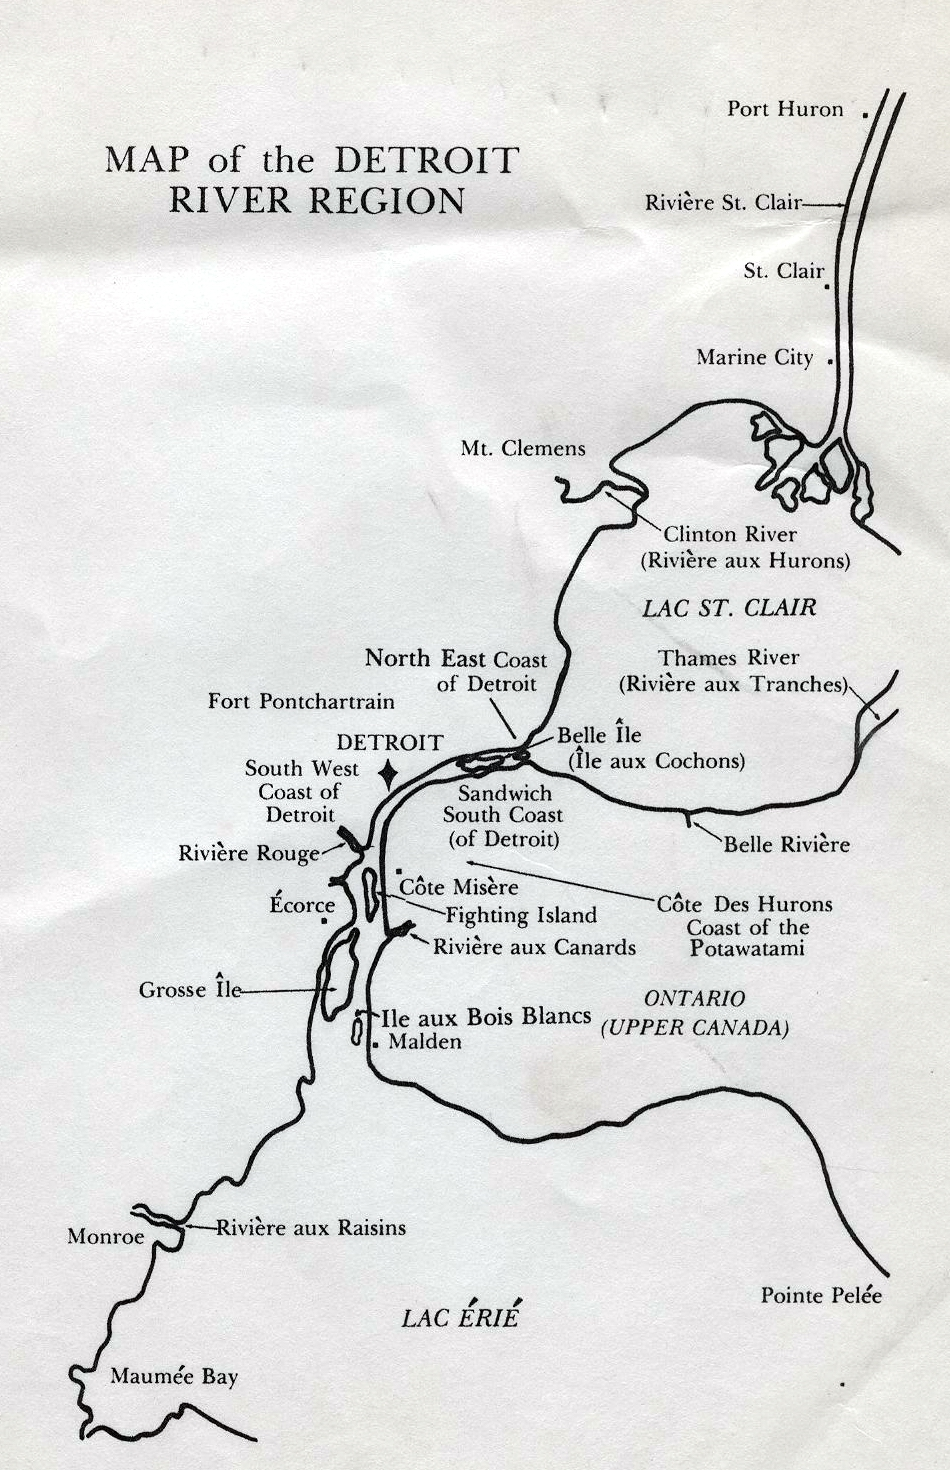 MAP of the DETROIT
RIVER REGION
Port Huron
Rivière St. Clair
St. Clair
Marine City
Mt. Clemens
Clinton River
(Rivière aux Hurons)
LAC ST. CLAIR
North East Coast
of Detroit
Thames River
(Rivière aux Tranches)
Fort Pontchartrain
DETROIT
Belle Île
(Île aux Cochons)
South West
Coast of
Detroit
Sandwich
South Coast
(of Detroit)
Belle Rivière
Rivière Rouge
Côte Misère
Écorce
Fighting Island
Côte Des Hurons
Coast of the
Potawatami
Rivière aux Canards
Grosse Île
ONTARIO
(UPPER CANADA)
Ile aux Bois Blancs
Malden
Rivière aux Raisins
Monroe
Pointe Pelée
LAC ÉRIÉ
Maumée Bay